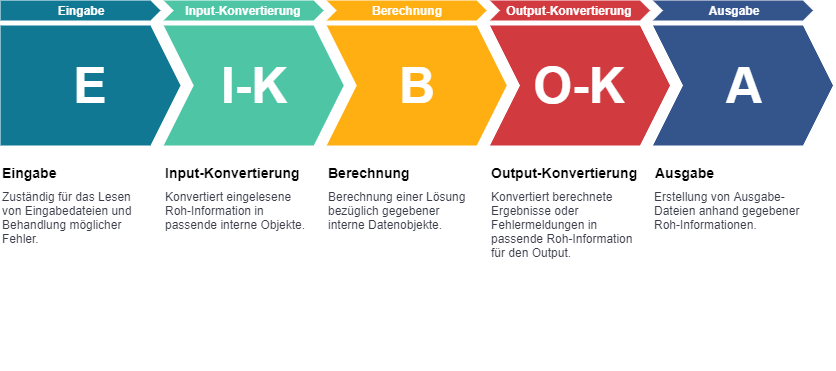 Eingabe
Input-Konvertierung
Berechnung
Output-Konvertierung
Ausgabe
E
I-K
B
O-K
A
Eingabe
Zuständig für das Lesen
von Eingabedateien und
Behandlung möglicher
Fehler.
Input-Konvertierung
Konvertiert eingelesene
Roh-Information in
passende interne Objekte.
Berechnung
Berechnung einer Lösung
bezüglich gegebener
interne Datenobjekte.
Output-Konvertierung
Konvertiert berechnete
Ergebnisse oder
Fehlermeldungen in
passende Roh-Information
für den Output.
Ausgabe
Erstellung von Ausgabe-
Dateien anhand gegebener
Roh-Informationen.